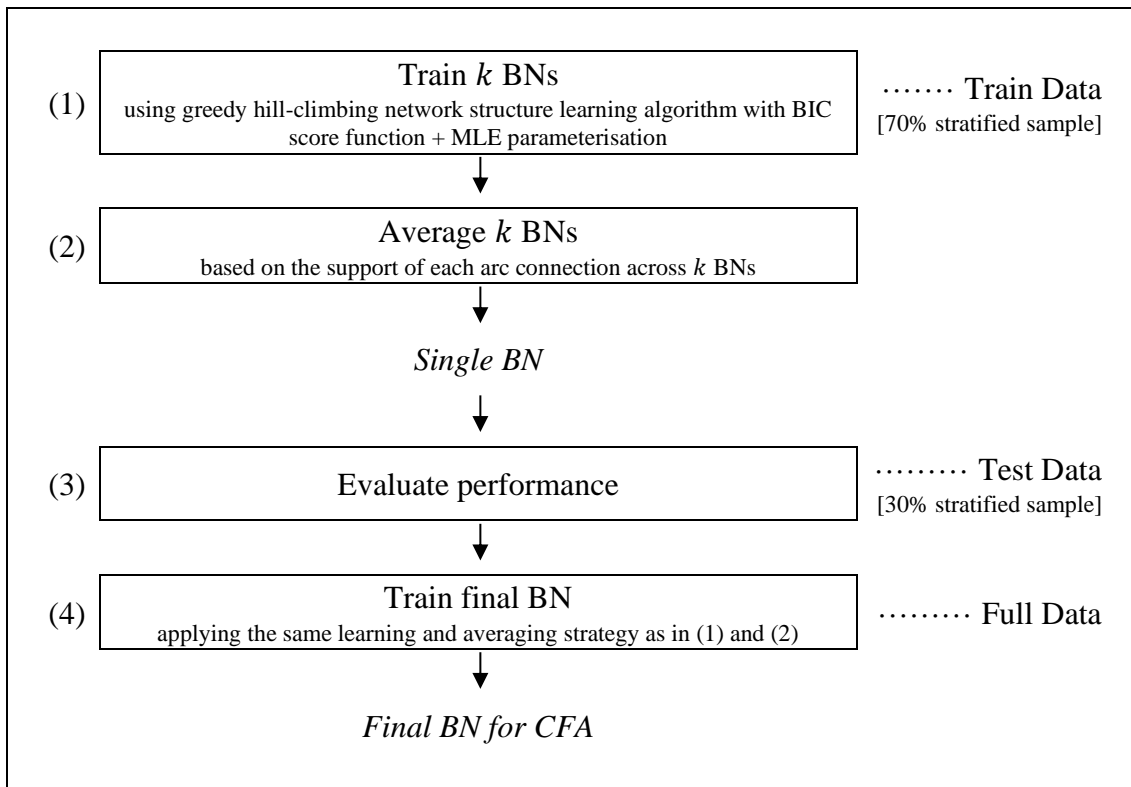 (1)
Train k BNs
using greedy hill-climbing network structure learning algorithm with BIC
score function + MLE parameterisation
······· Train Data
[70% stratified sample]
(2)
Average k BNs
based on the support of each arc connection across k BNs
Single BN
(3)
Evaluate performance
········· Test Data
[30% stratified sample]
(4)
Train final BN
applying the same learning and averaging strategy as in (1) and (2)
········· Full Data
Final BN for CFA